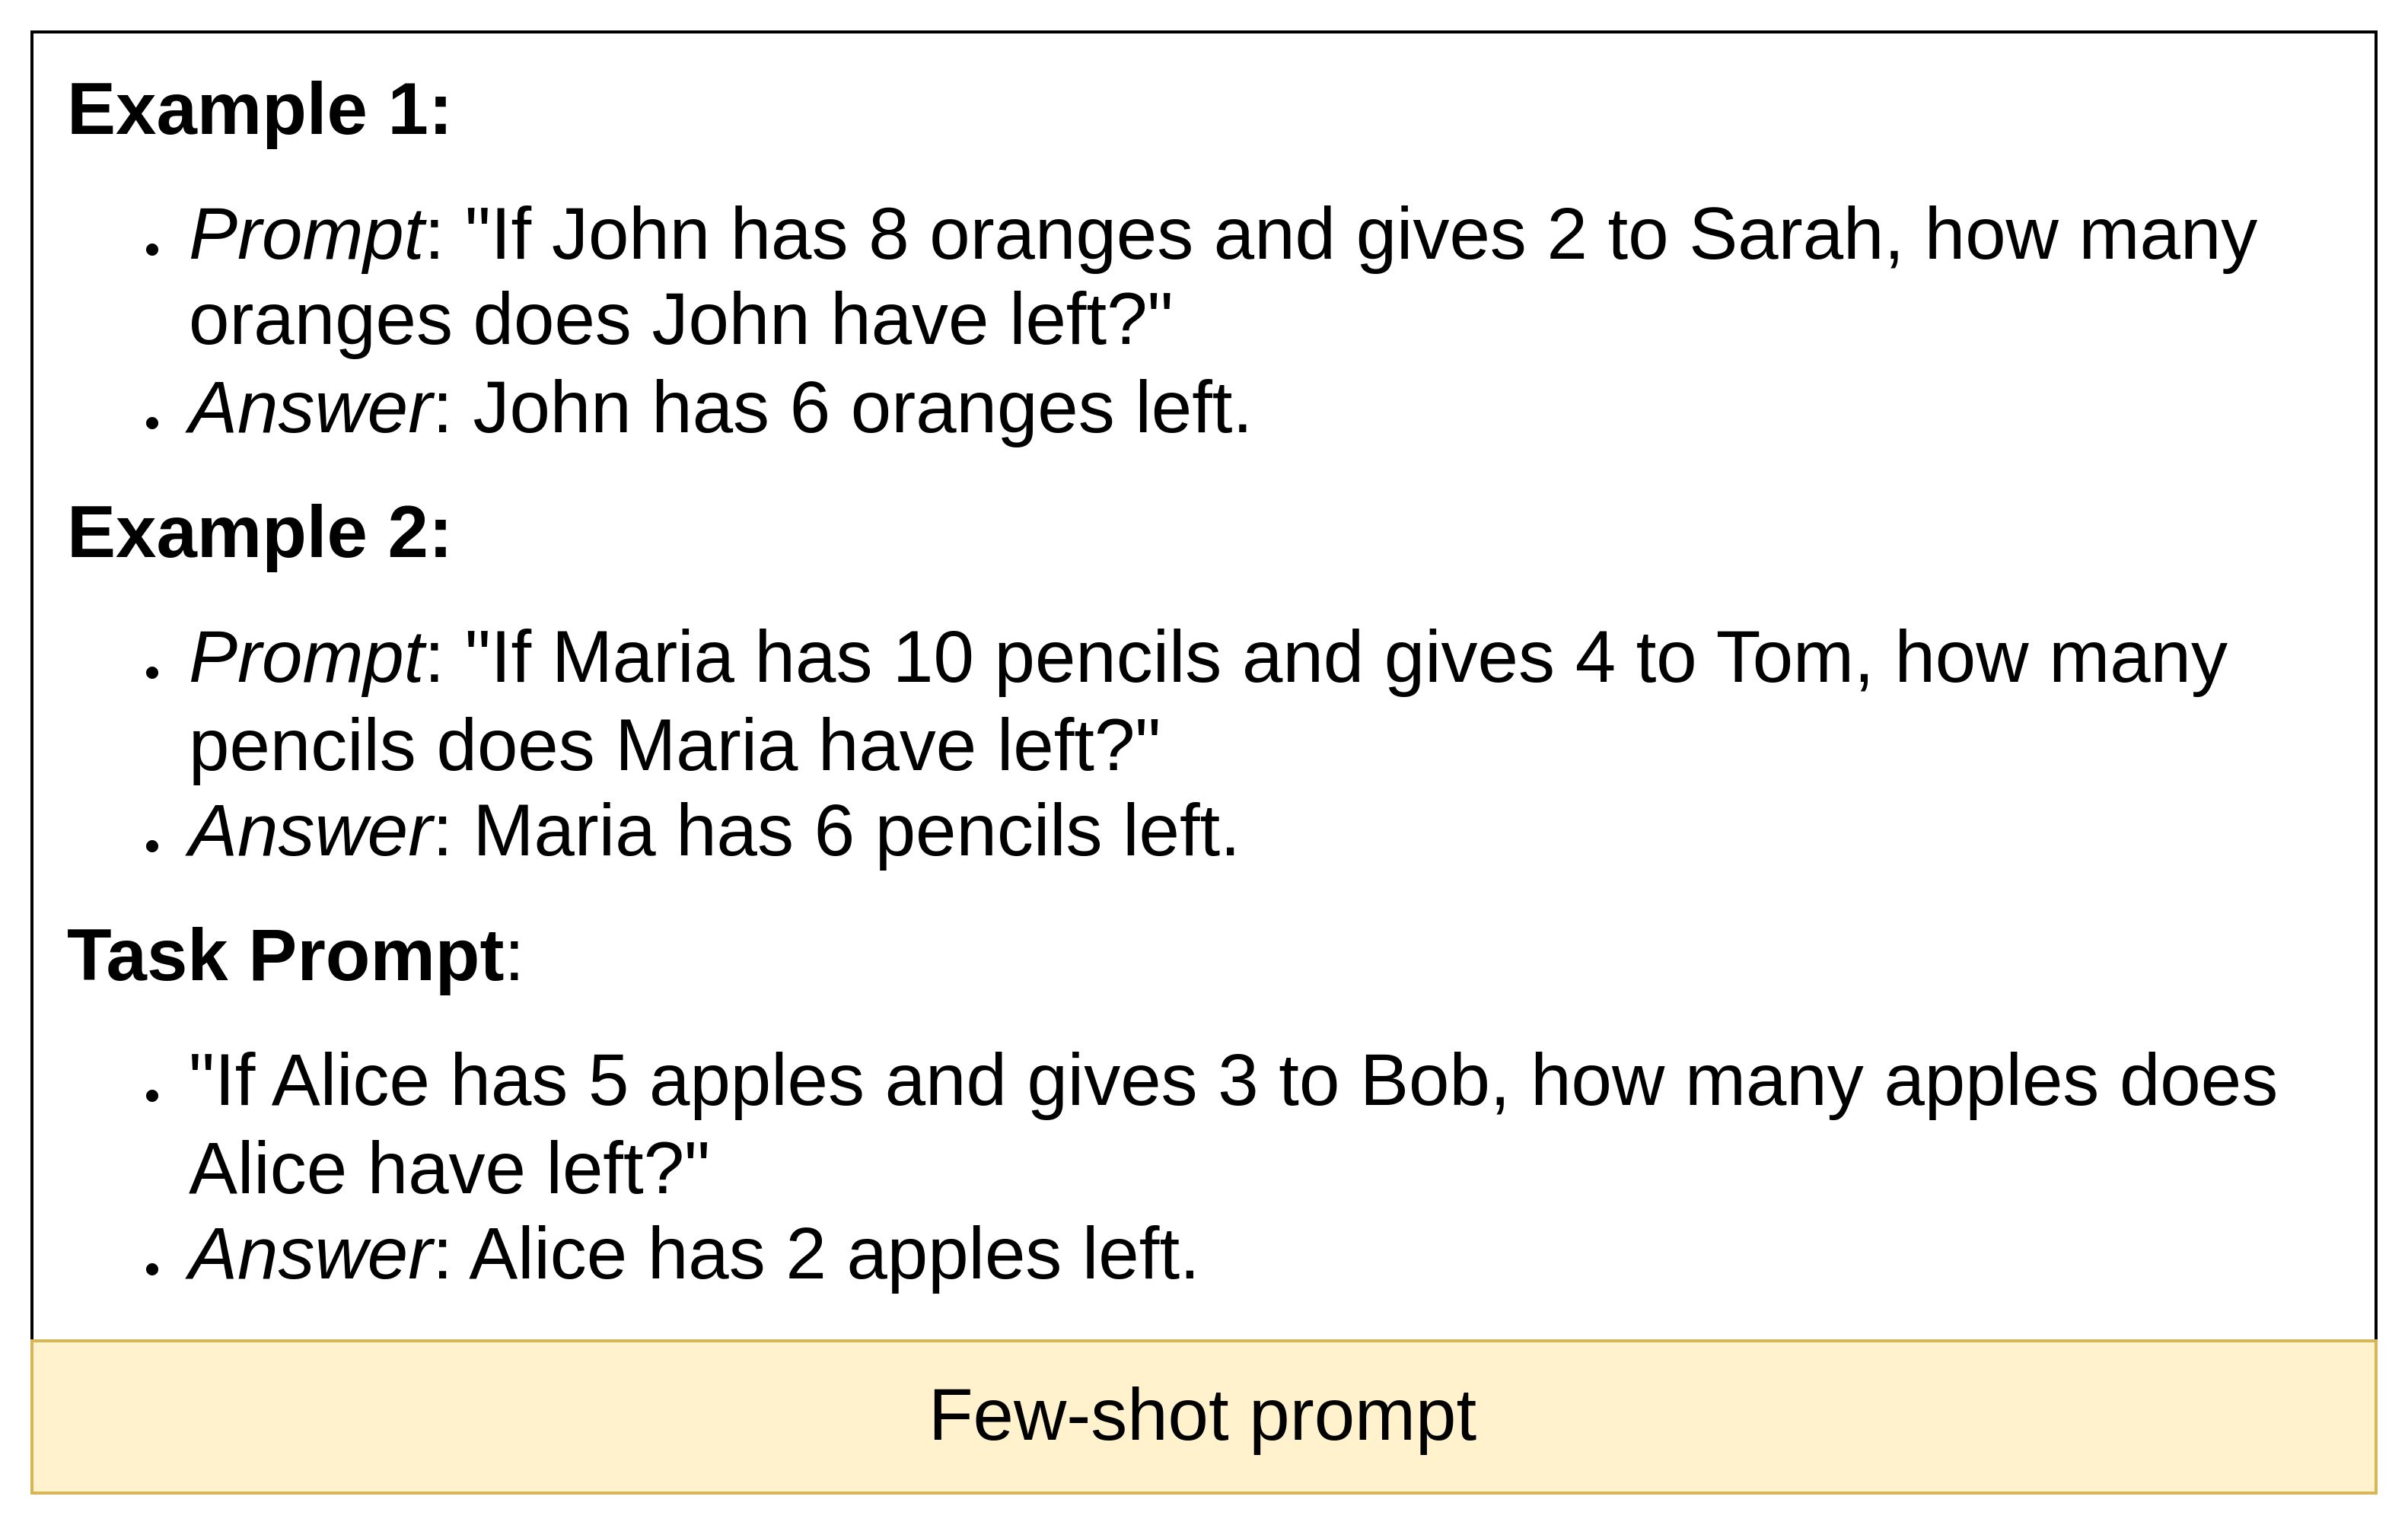 Example 1:
• Prompt: "If John has 8 oranges and gives 2 to Sarah, how many
oranges does John have left?"
• Answer: John has 6 oranges left.
Example 2:
• Prompt: "If Maria has 10 pencils and gives 4 to Tom, how many
pencils does Maria have left?"
• Answer: Maria has 6 pencils left.
Task Prompt:
• "If Alice has 5 apples and gives 3 to Bob, how many apples does
Alice have left?"
• Answer: Alice has 2 apples left.
Few-shot prompt